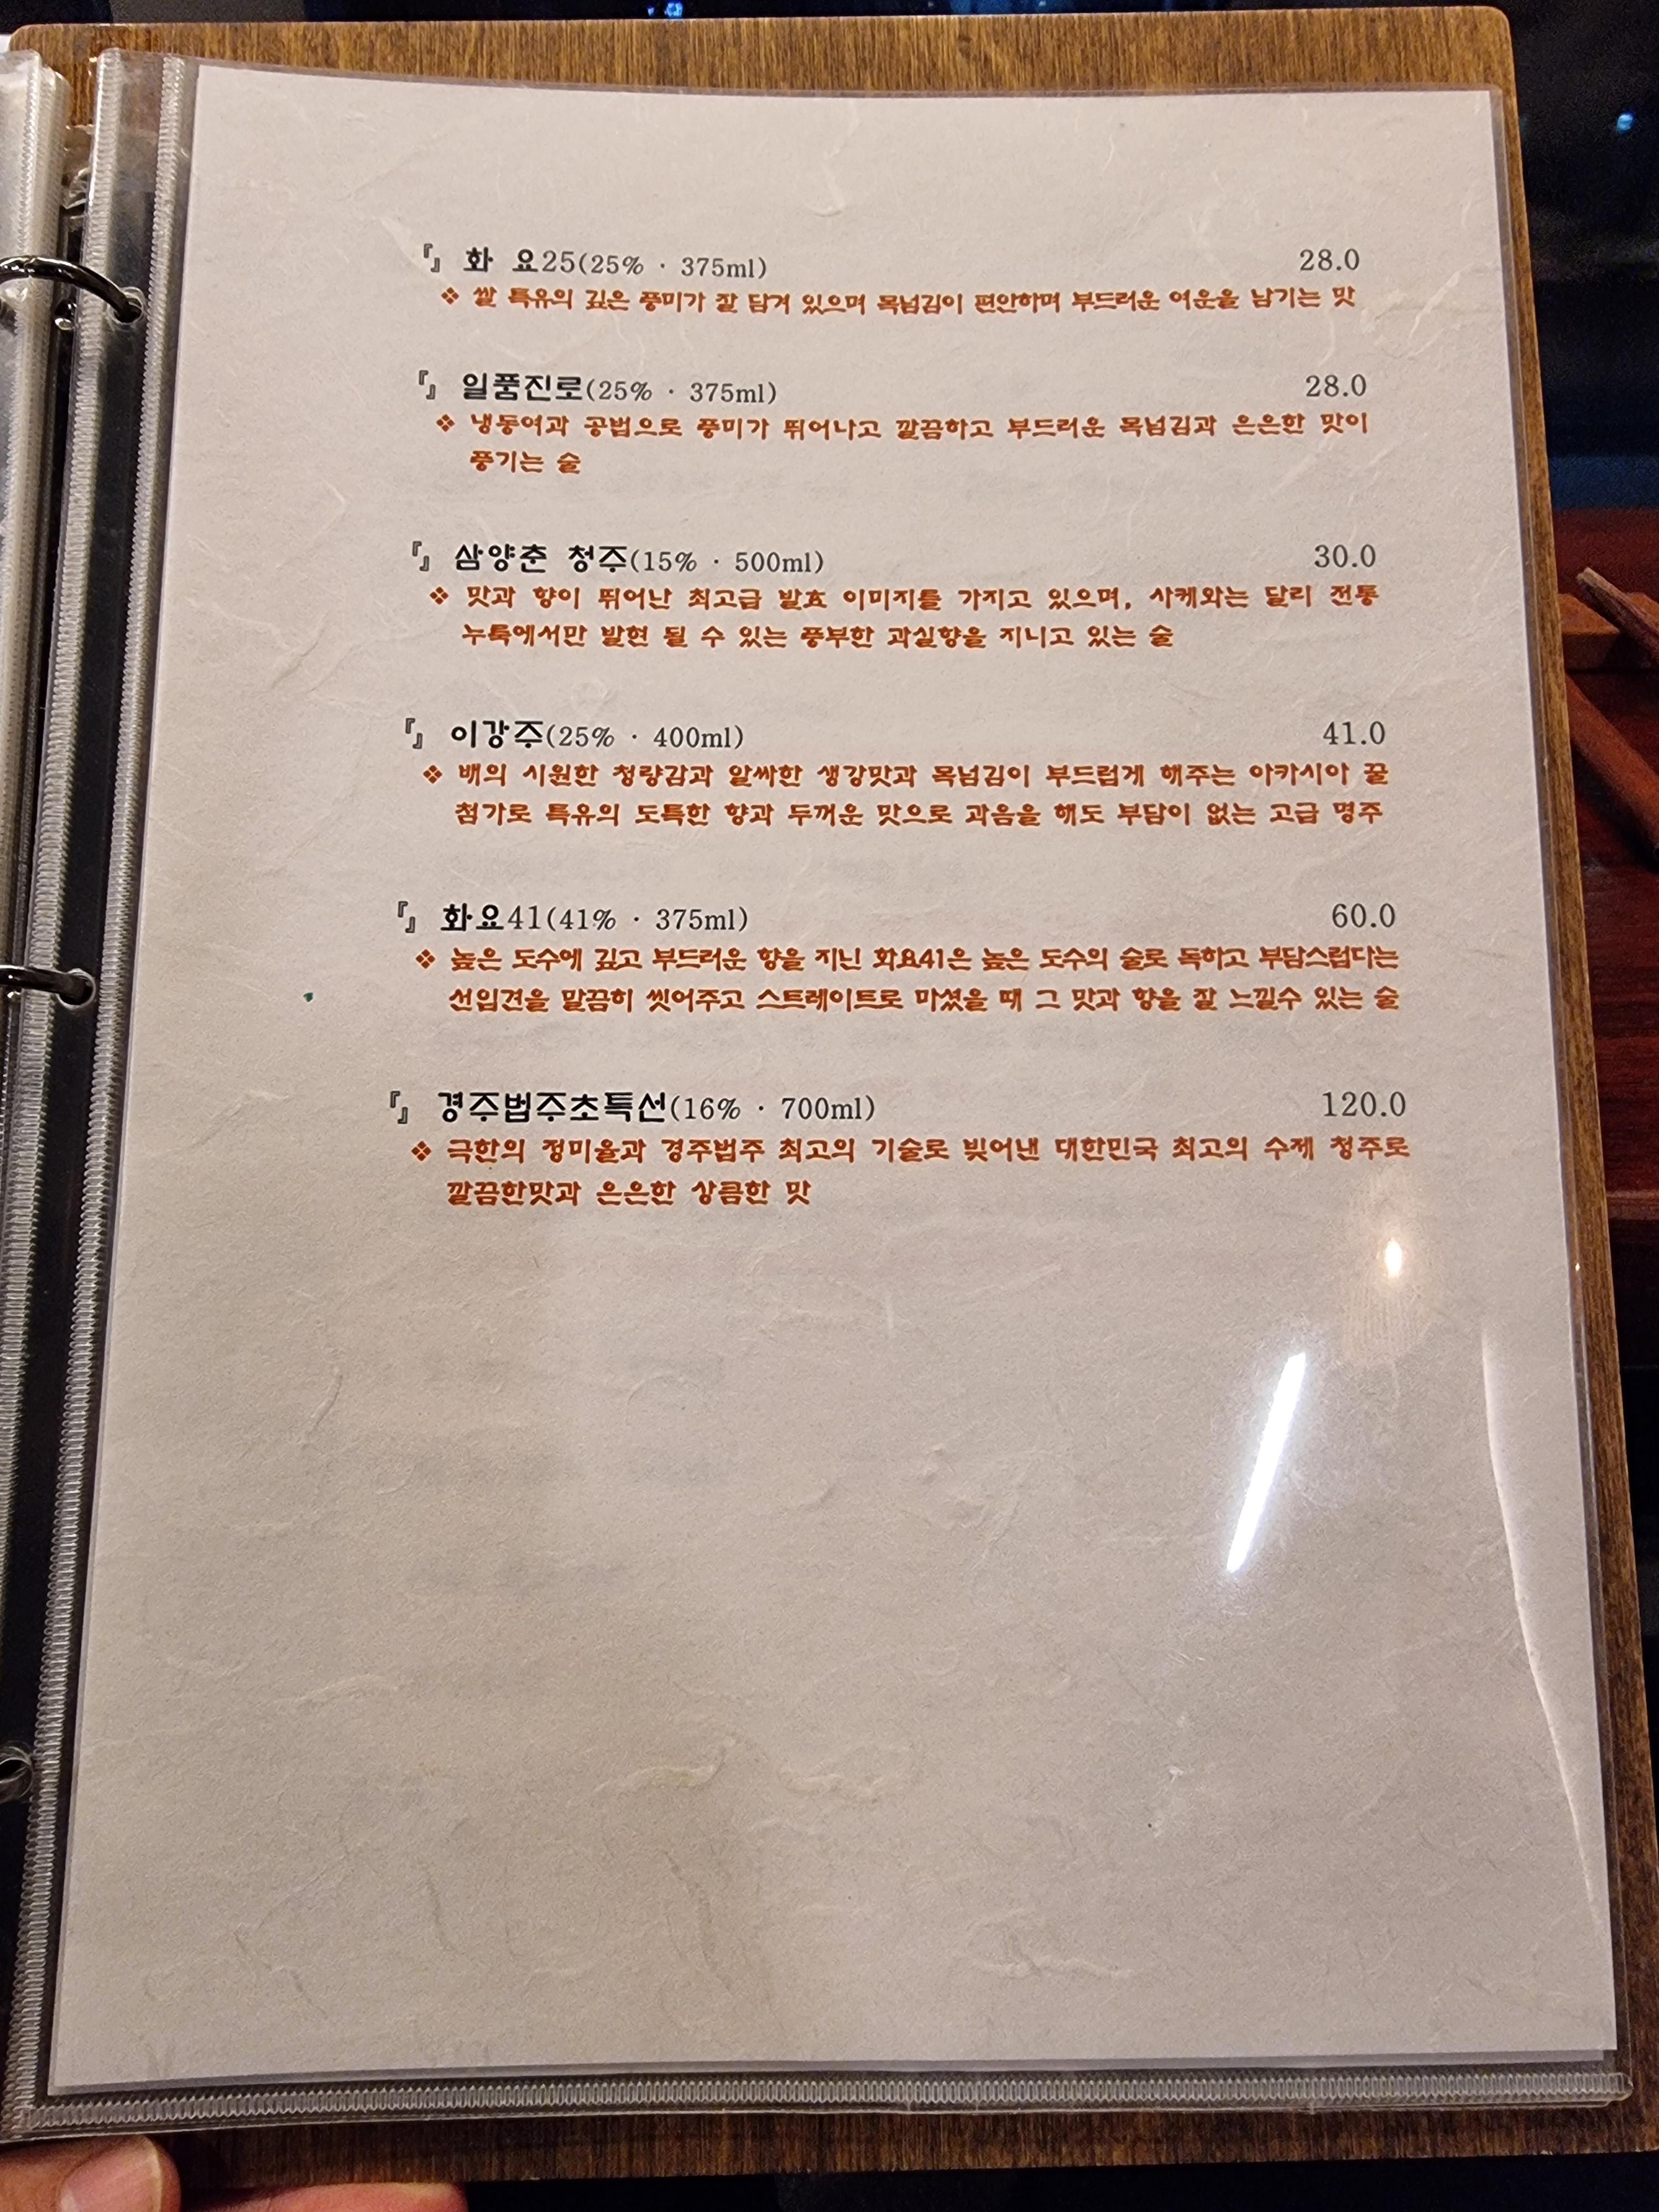 『』 화 요25(25% · 375ml) 28.0
❖ 쌀 특유의 깊은 풍미가 잘 담겨 있으며 목넘김이 편안하며 부드러운 여운을 남기는 맛
『』 일품진로(25% · 375ml) 28.0
❖ 냉동여과 공법으로 풍미가 뛰어나고 깔끔하고 부드러운 목넘김과 은은한 맛이
풍기는 술
『』 삼양춘 청주(15% · 500ml) 30.0
❖ 맛과 향이 뛰어난 최고급 발효 이미지를 가지고 있으며, 사케와는 달리 전통
누룩에서만 발현 될 수 있는 풍부한 과실향을 지니고 있는 술
『』 이강주(25% · 400ml) 41.0
❖ 배의 시원한 청량감과 알싸한 생강맛과 목넘김이 부드럽게 해주는 아카시아 꿀
첨가로 특유의 도특한 향과 두꺼운 맛으로 과음을 해도 부담이 없는 고급 명주
『』 화요41(41% · 375ml) 60.0
❖ 높은 도수에 깊고 부드러운 향을 지닌 화요41은 높은 도수의 술로 독하고 부담스럽다는
선입견을 말끔히 씻어주고 스트레이트로 마셨을 때 그 맛과 향을 잘 느낄수 있는 술
『』 경주법주초특선(16% · 700ml) 120.0
❖ 극한의 정미율과 경주법주 최고의 기술로 빚어낸 대한민국 최고의 수제 청주로
깔끔한맛과 은은한 상큼한 맛